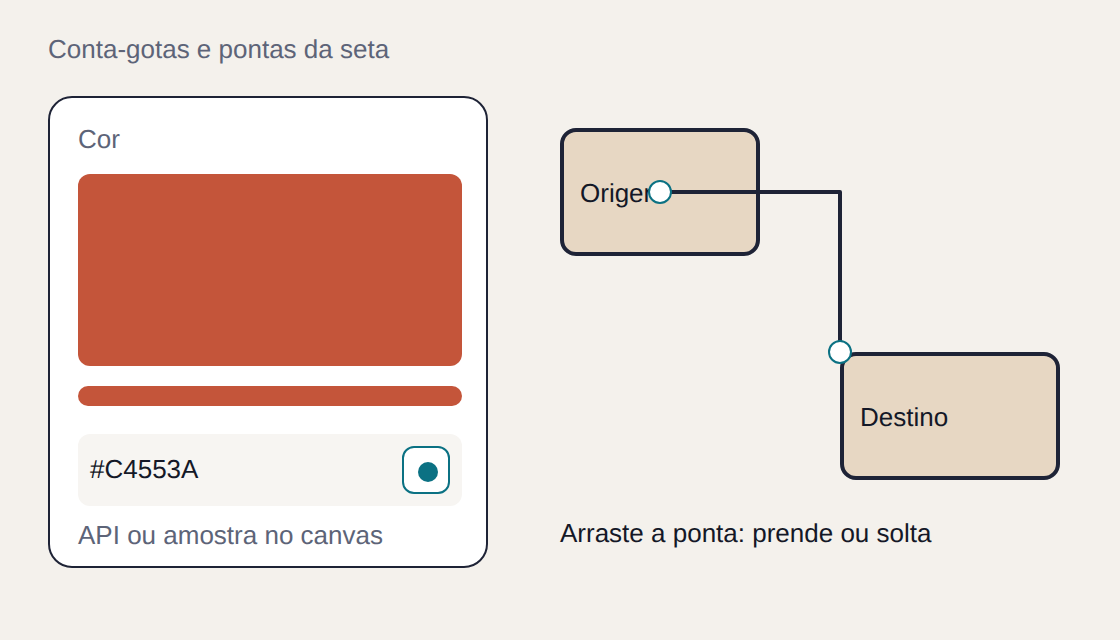 Conta-gotas e pontas da seta
Cor
#C4553A
API ou amostra no canvas
Origem
Destino
Arraste a ponta: prende ou solta